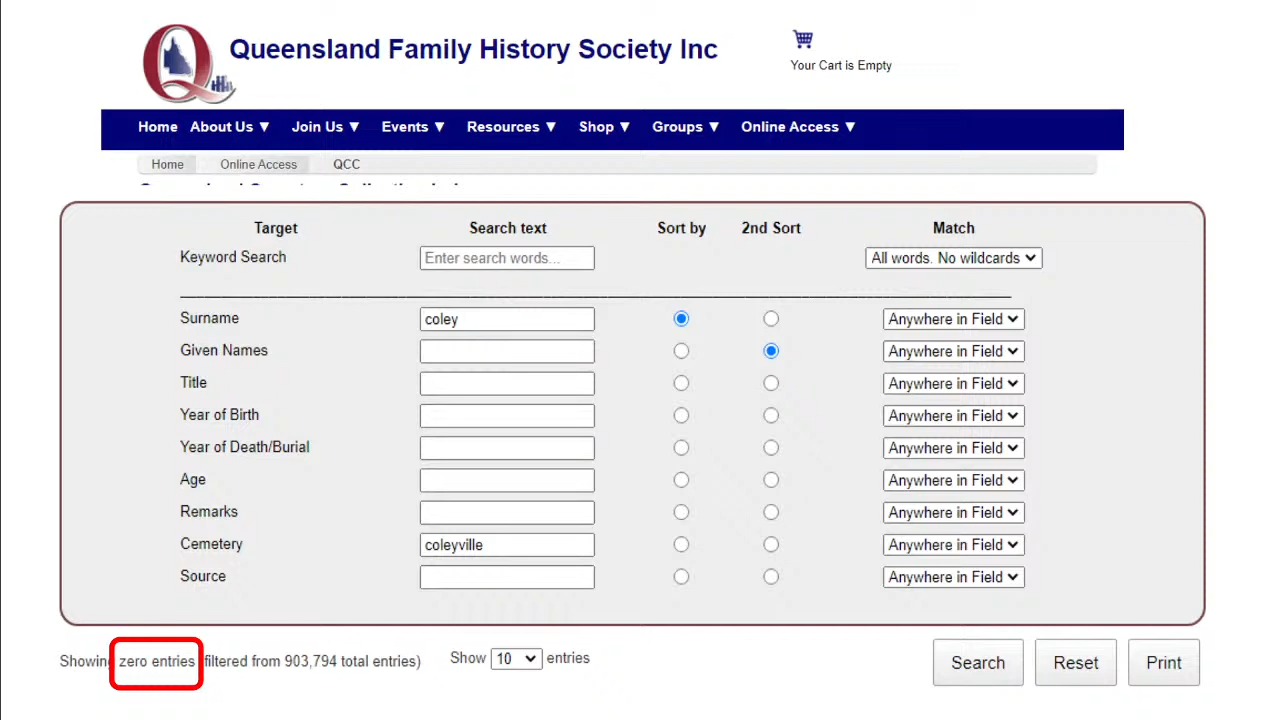 Queensland Family History Society Inc
Your Cart is Empty
Home About Us ▼ Join Us ▼ Events ▼ Resources ▼ Shop ▼ Groups ▼ Online Access ▼
Home Online Access QCC
Target Search text Sort by 2nd Sort Match
Keyword Search Enter search words... All words. No wildcards
Surname coley Anywhere in Field
Given Names Anywhere in Field
Title Anywhere in Field
Year of Birth Anywhere in Field
Year of Death/Burial Anywhere in Field
Age Anywhere in Field
Remarks Anywhere in Field
Cemetery coleyville Anywhere in Field
Source Anywhere in Field
Showing zero entries (filtered from 903,794 total entries) Show 10 entries Search Reset Print